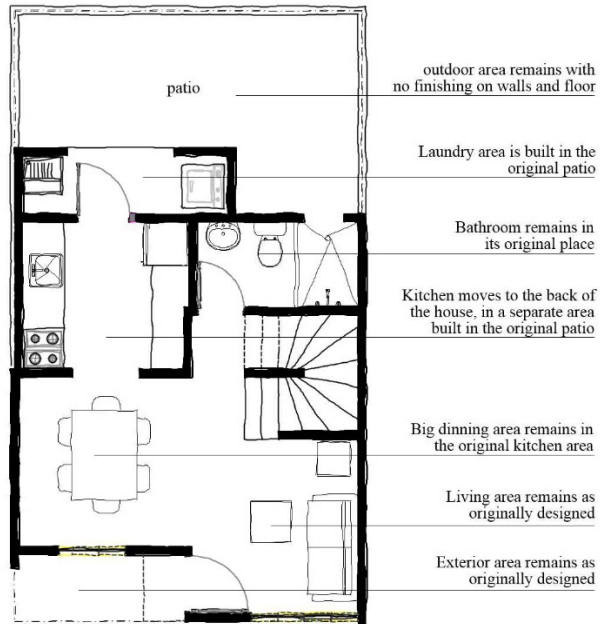 patio
outdoor area remains with
no finishing on walls and floor
Laundry area is built in the
original patio
Bathroom remains in
its original place
Kitchen moves to the back of
the house, in a separate area
built in the original patio
Big dinning area remains in
the original kitchen area
Living area remains as
originally designed
Exterior area remains as
originally designed